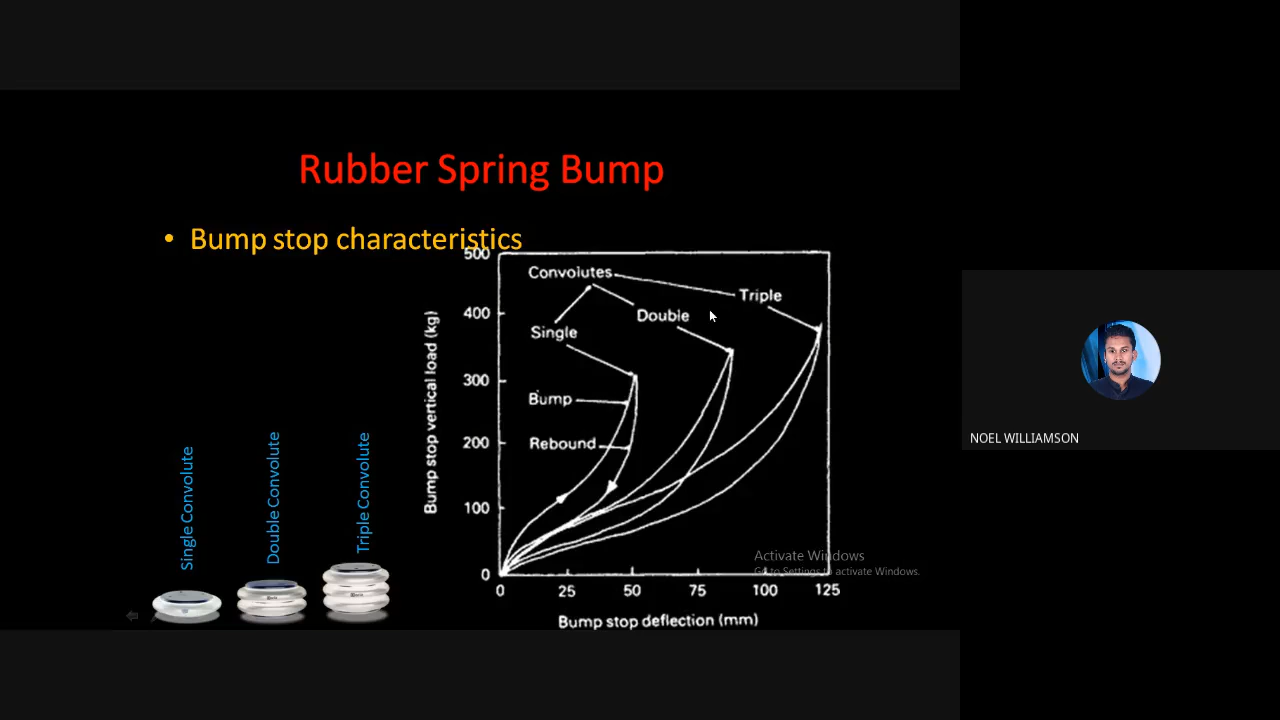 Rubber Spring Bump
• Bump stop characteristics
500
Convolutes
Triple
400
Double
Single
300
Bump
200
Rebound
100
0
Bump stop vertical load (kg)
0 25 50 75 100 125
Bump stop deflection (mm)
Single Convolute
Double Convolute
Triple Convolute
Activate Windows
Go to Settings to activate Windows.
NOEL WILLIAMSON